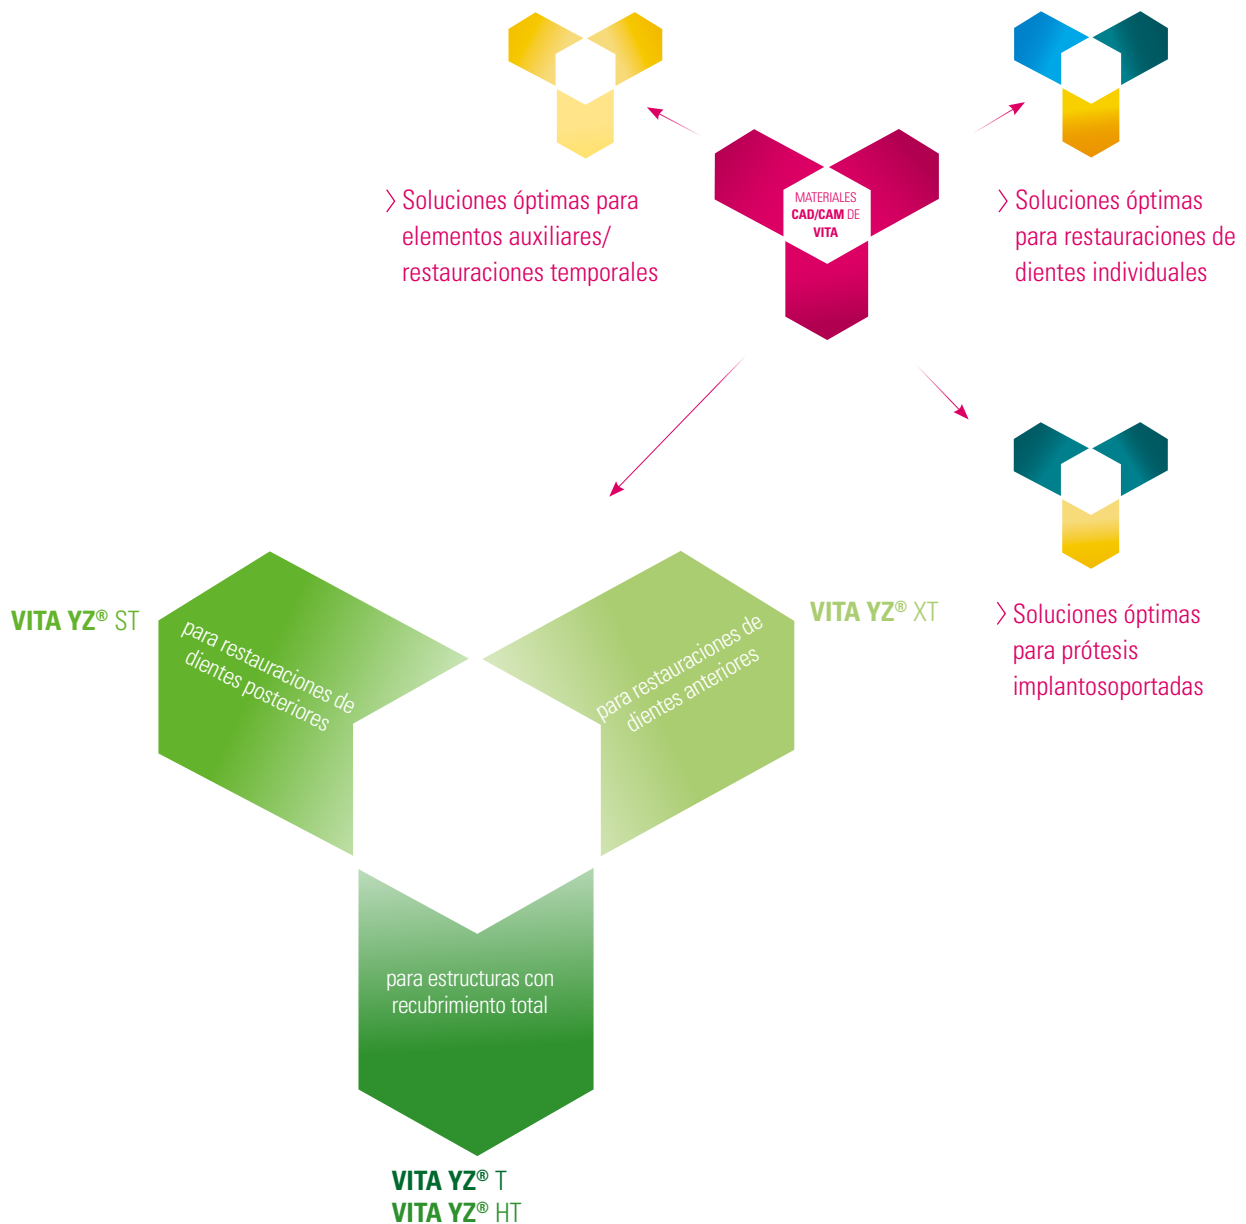 MATERIALES
CAD/CAM DE
VITA
〉Soluciones óptimas para
elementos auxiliares/
restauraciones temporales
〉Soluciones óptimas
para restauraciones de
dientes individuales
〉Soluciones óptimas
para prótesis
implantosoportadas
VITA YZ® ST
para restauraciones de
dientes posteriores
VITA YZ® XT
para restauraciones de
dientes anteriores
para estructuras con
recubrimiento total
VITA YZ® T
VITA YZ® HT